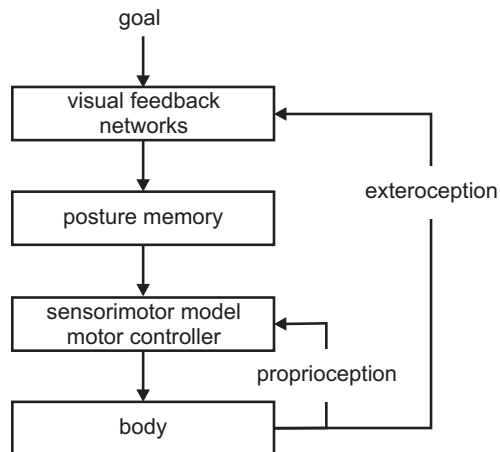 goal
visual feedback
networks
exteroception
posture memory
sensorimotor model
motor controller
proprioception
body